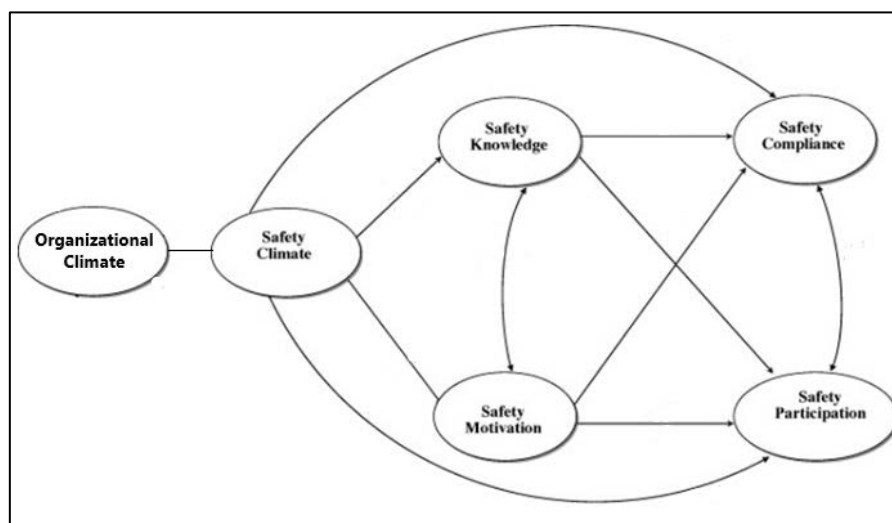 Safety
Knowledge
Safety
Compliance
Organizational
Climate
Safety
Climate
Safety
Motivation
Safety
Participation